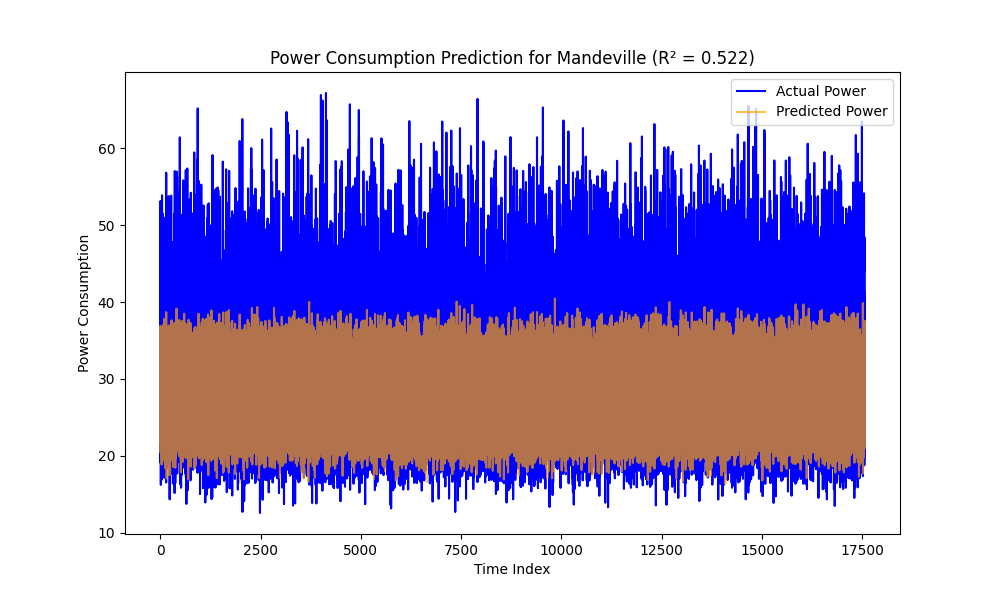 Power Consumption Prediction for Mandeville (R² = 0.522)
Actual Power
Predicted Power
Power Consumption
60
50
40
30
20
10
0
2500
5000
7500
10000
12500
15000
17500
Time Index